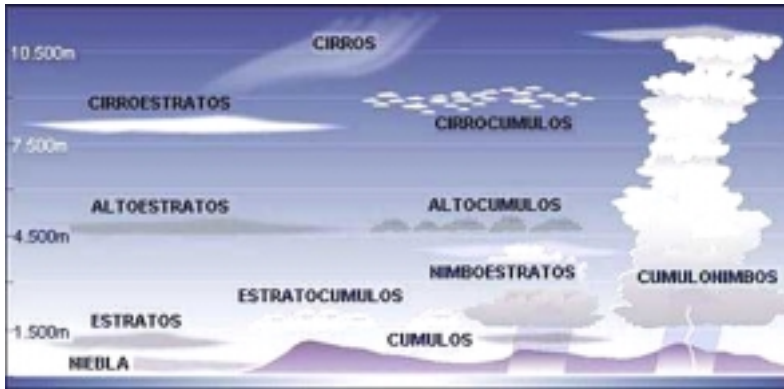 CIRROS
10.500m
CIRROESTRATOS
CIRROCUMULOS
7.500m
ALTOESTRATOS
ALTOCUMULOS
4.500m
NIMBOESTRATOS
CUMULONIMBOS
ESTRATOCUMULOS
ESTRATOS
1.500m
CUMULOS
NIEBLA